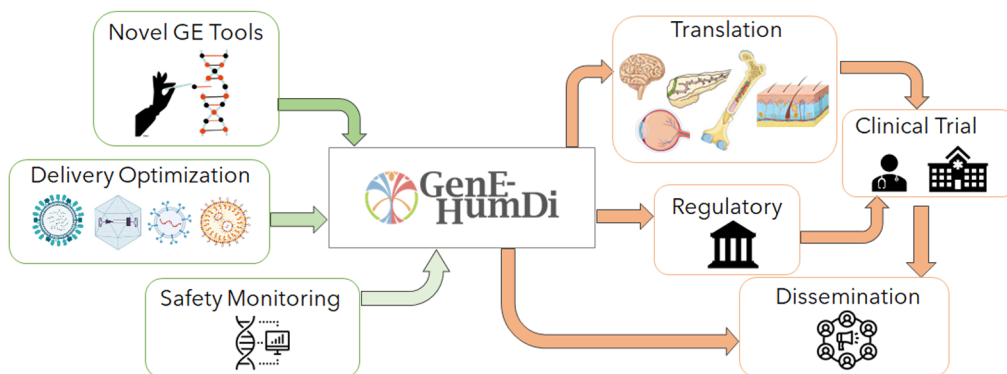 Novel GE Tools
Delivery Optimization
Safety Monitoring
GenE-
HumDi
Translation
Clinical Trial
Regulatory
Dissemination